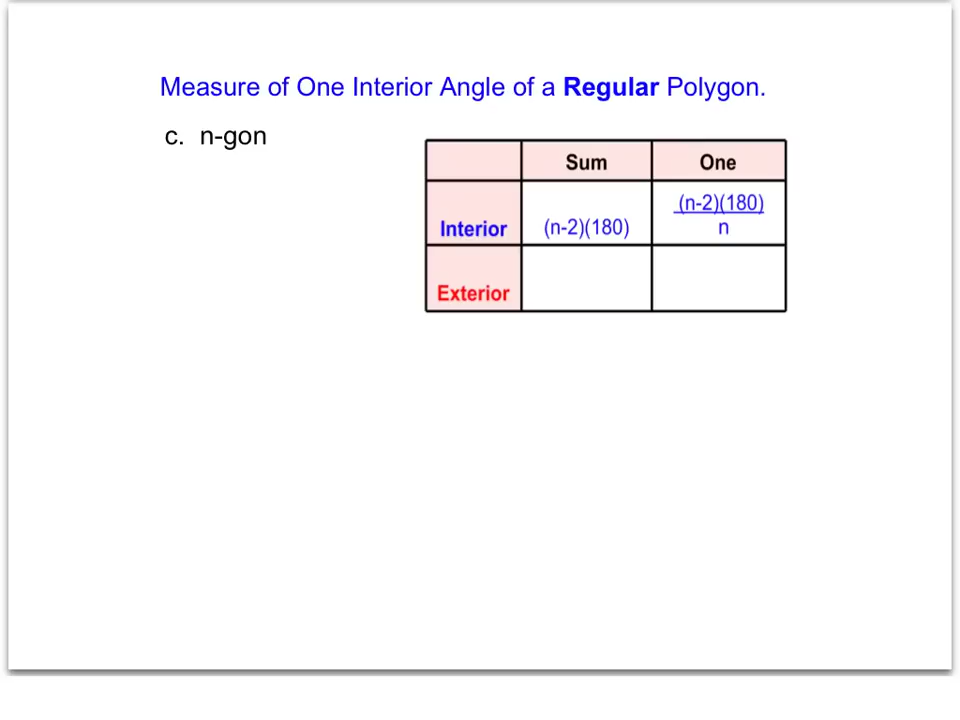 Measure of One Interior Angle of a Regular Polygon.
c. n-gon
Sum One
(n-2)(180)
Interior (n-2)(180) n
Exterior